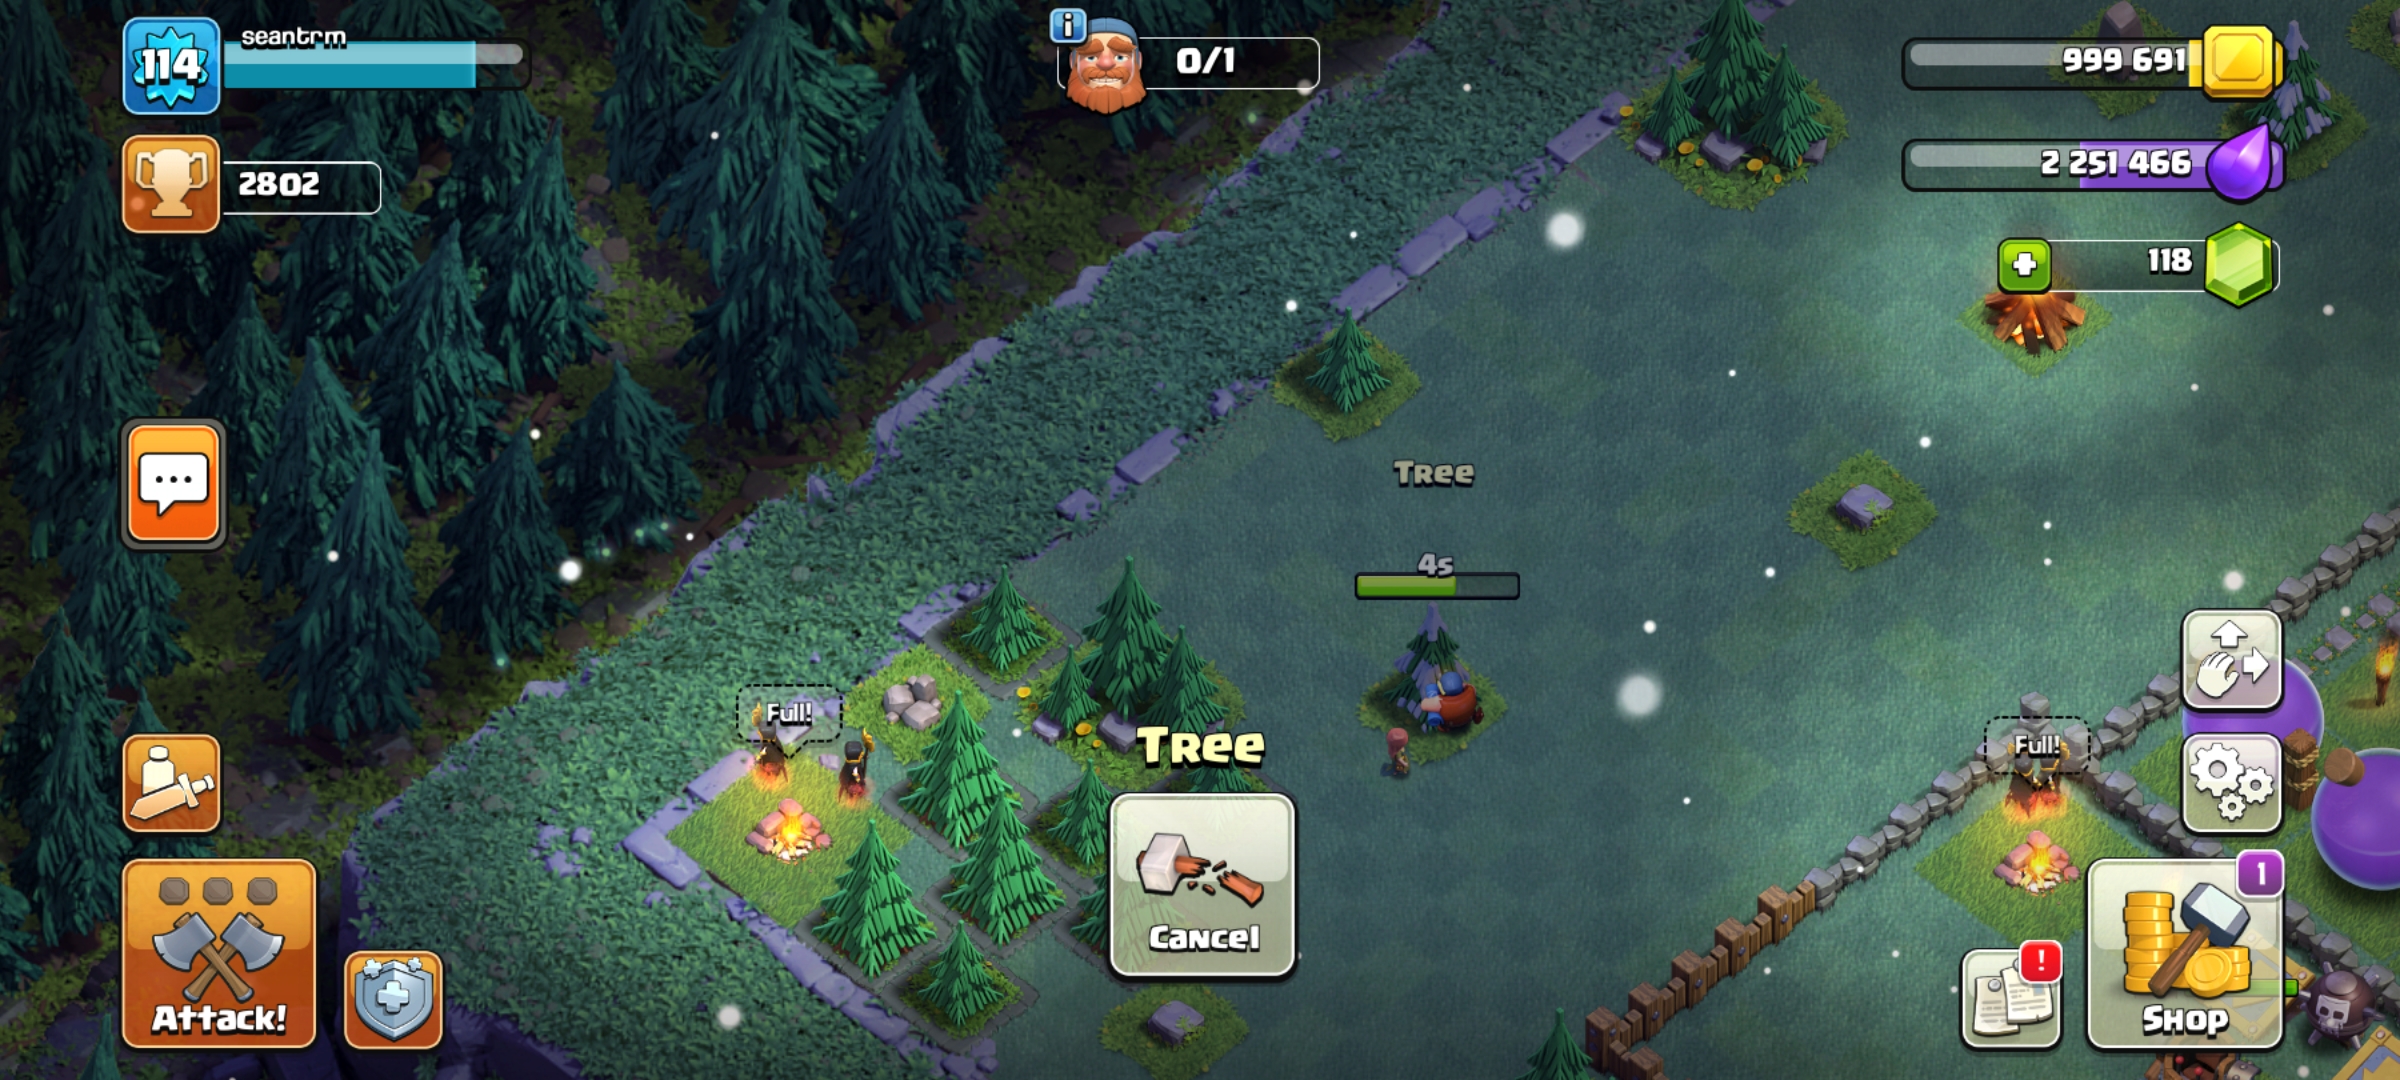 114
seantrm
0/1
999 691
2802
2 251 466
118
Tree
4s
Full!
Tree
Full!
Cancel
Attack!
1
!
Shop